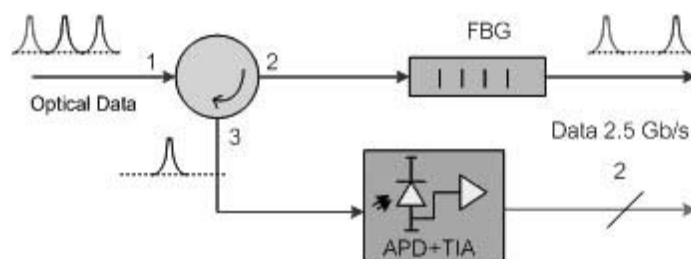 FBG
1
2
Optical Data
3
Data 2.5 Gb/s
2
APD+TIA